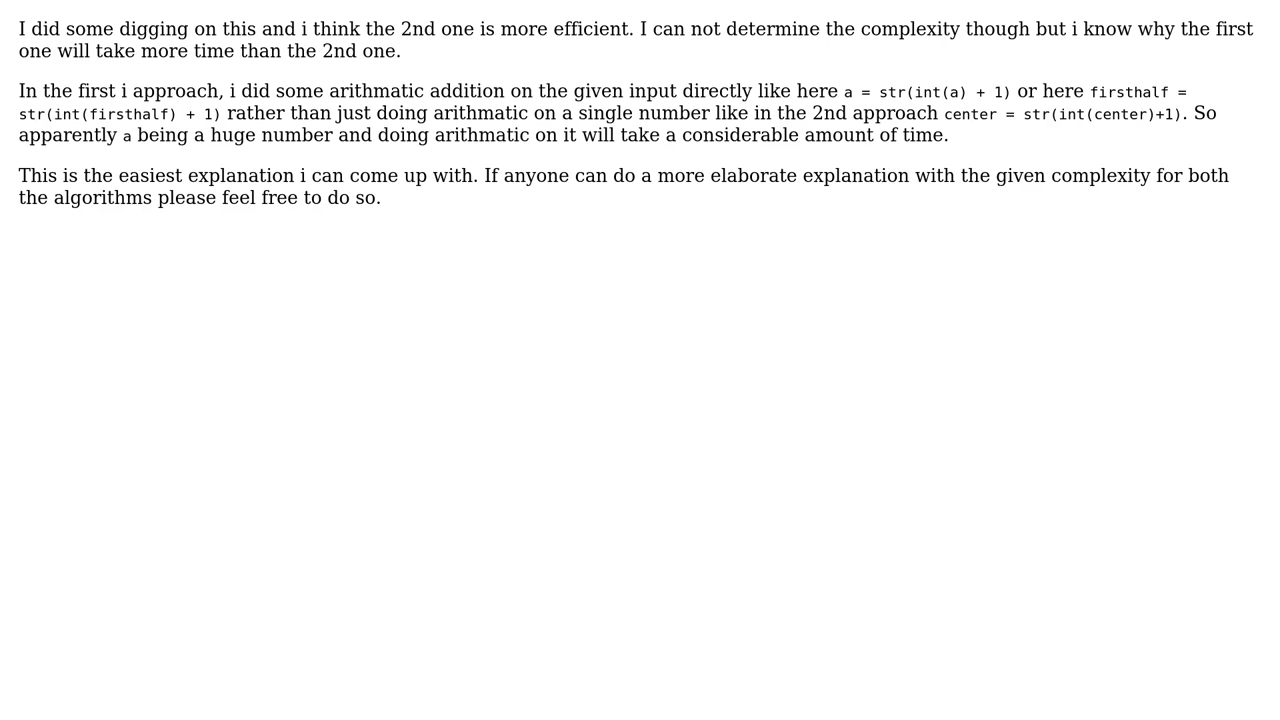 I did some digging on this and i think the 2nd one is more efficient. I can not determine the complexity though but i know why the first
one will take more time than the 2nd one.
In the first i approach, i did some arithmatic addition on the given input directly like here a = str(int(a) + 1) or here firsthalf =
str(int(firsthalf) + 1) rather than just doing arithmatic on a single number like in the 2nd approach center = str(int(center)+1). So
apparently a being a huge number and doing arithmatic on it will take a considerable amount of time.
This is the easiest explanation i can come up with. If anyone can do a more elaborate explanation with the given complexity for both
the algorithms please feel free to do so.